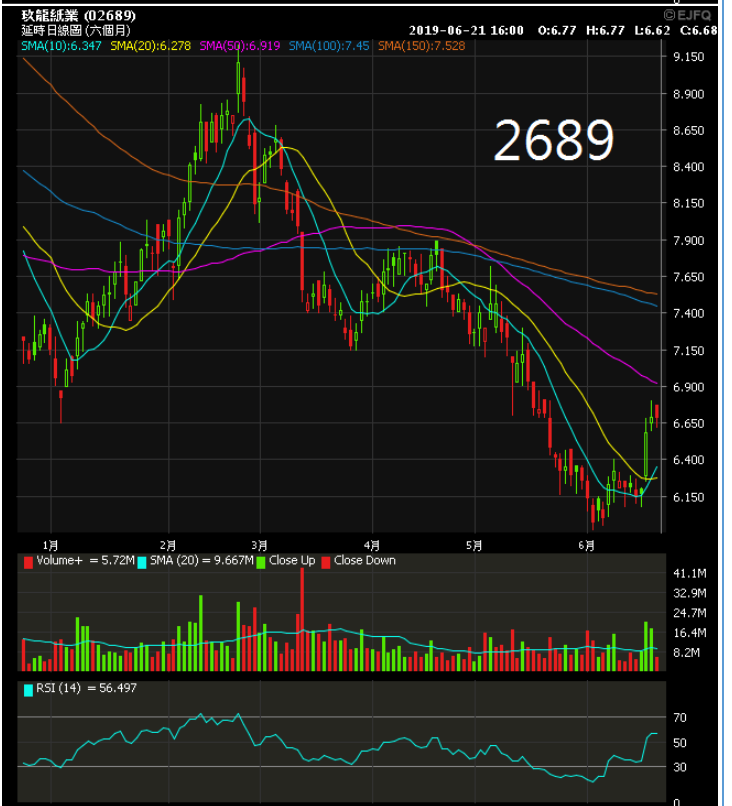 0
玖龍紙業 (02689)
©EJFQ
延時日線圖 (六個月)
2019-06-21 16:00 O:6.77 H:6.77 L:6.62 C:6.68
SMA(10):6.347 SMA(20):6.278 SMA(50):6.919 SMA(100):7.45 SMA(150):7.528
9.150
8.900
2689
8.650
8.400
8.150
7.900
7.650
7.400
7.150
6.900
6.650
6.400
6.150
1月 2月 3月 4月 5月 6月
Volume+ = 5.72M SMA (20) = 9.667M Close Up Close Down
41.1M
32.9M
24.7M
16.4M
8.2M
RSI (14) = 56.497
70
50
30
0